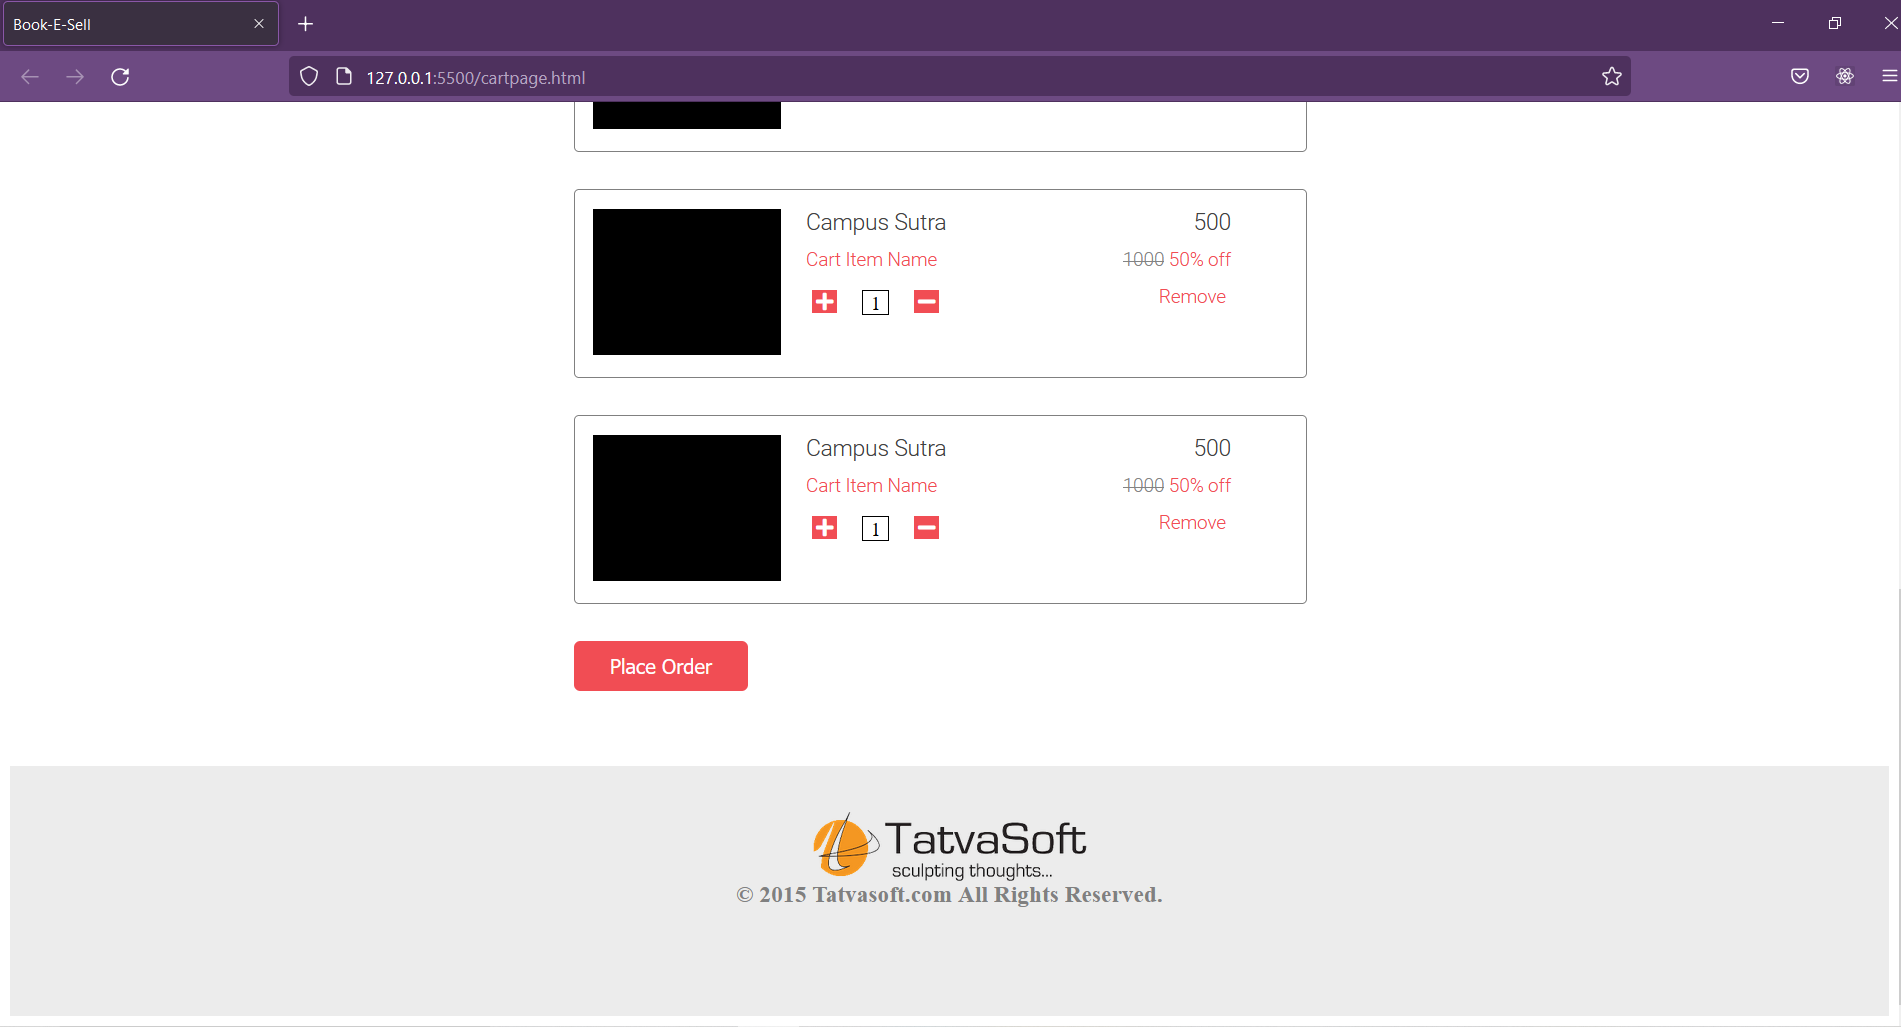 Book-E-Sell
127.0.0.1:5500/cartpage.html
Campus Sutra 500
Cart Item Name 1000 50% off
1 Remove
Campus Sutra 500
Cart Item Name 1000 50% off
1 Remove
Place Order
TatvaSoft
sculpting thoughts...
© 2015 Tatvasoft.com All Rights Reserved.